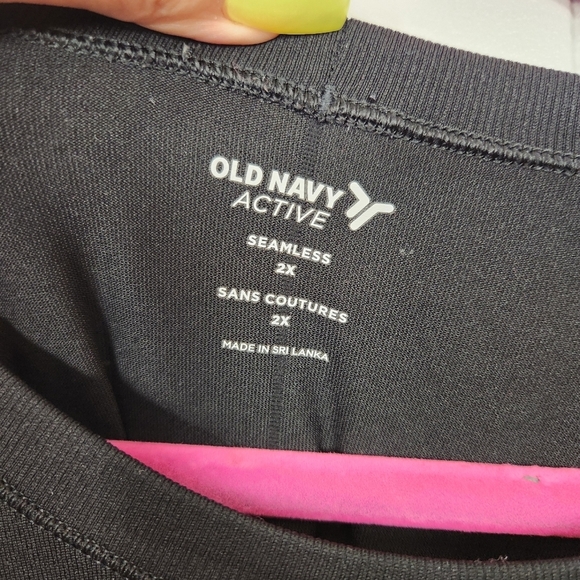 OLD NAVY
ACTIVE
SEAMLESS
2X
SANS COUTURES
2X
MADE IN SRI LANKA